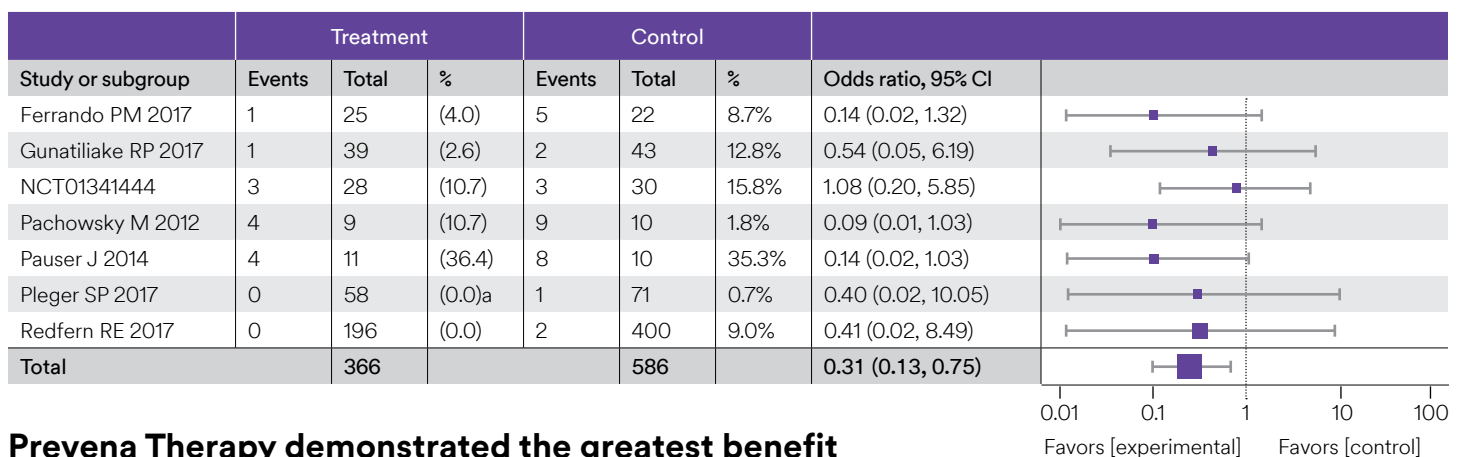 Treatment Control
Study or subgroup Events Total % Events Total % Odds ratio, 95% CI
Ferrando PM 2017 1 25 (4.0) 5 22 8.7% 0.14 (0.02, 1.32)
Gunatiliake RP 2017 1 39 (2.6) 2 43 12.8% 0.54 (0.05, 6.19)
NCT01341444 3 28 (10.7) 3 30 15.8% 1.08 (0.20, 5.85)
Pachowsky M 2012 4 9 (10.7) 9 10 1.8% 0.09 (0.01, 1.03)
Pauser J 2014 4 11 (36.4) 8 10 35.3% 0.14 (0.02, 1.03)
Pleger SP 2017 0 58 (0.0)a 1 71 0.7% 0.40 (0.02, 10.05)
Redfern RE 2017 0 196 (0.0) 2 400 9.0% 0.41 (0.02, 8.49)
Total 366 586 0.31 (0.13, 0.75)
0.01 0.1 1 10 100
Favors [experimental] Favors [control]
Prevena Therapy demonstrated the greatest benefit